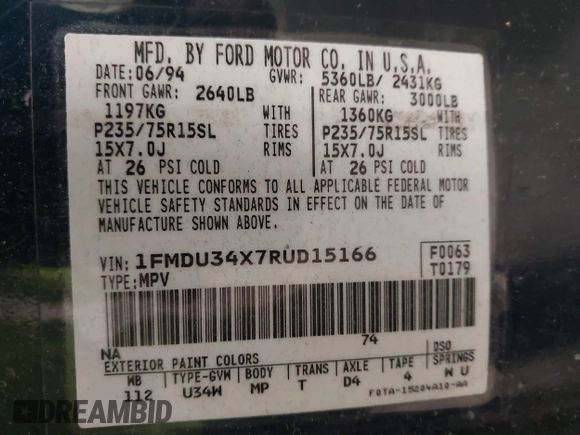 MFD. BY FORD MOTOR CO. IN U.S.A.
DATE: 06/94 GVWR: 5360LB/ 2431KG
FRONT GAWR: 2640LB REAR GAWR: 3000LB
1197KG WITH 1360KG WITH
P235/75R15SL TIRES P235/75R15SL TIRES
15X7.0J RIMS 15X7.0J RIMS
AT 26 PSI COLD AT 26 PSI COLD
THIS VEHICLE CONFORMS TO ALL APPLICABLE FEDERAL MOTOR
VEHICLE SAFETY STANDARDS IN EFFECT ON THE DATE OF
MANUFACTURE SHOWN ABOVE.
VIN: 1FMDU34X7RUD15166 F0063
TYPE: MPV T0179
74
NA DSO
EXTERIOR PAINT COLORS
WB TYPE-GVW BODY TRANS AXLE TAPE SPRINGS
112 U34W MP T D4 4 W U
F0TA-15204A10-AA
DREAMBID